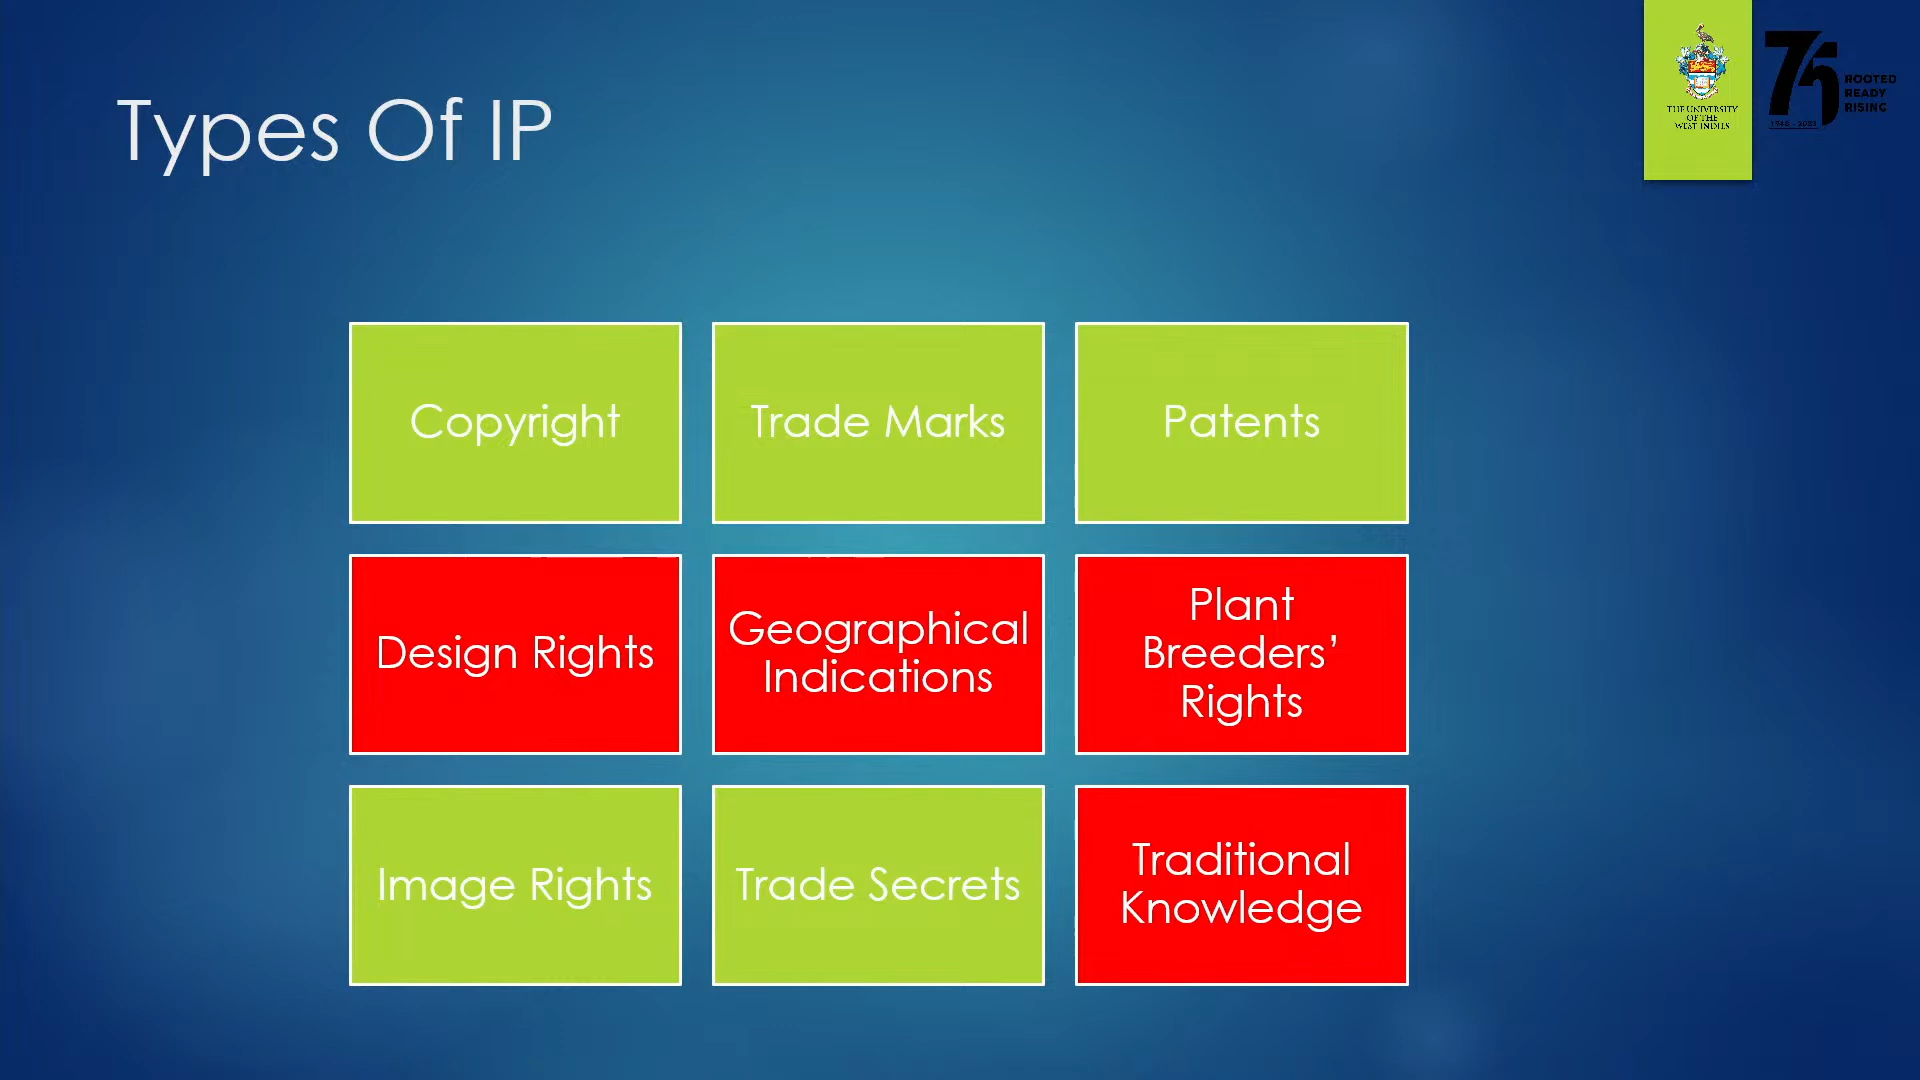 Types Of IP
THE UNIVERSITY
OF THE
WEST INDIES
75
ROOTED
READY
RISING
Copyright
Trade Marks
Patents
Design Rights
Geographical
Indications
Plant
Breeders’
Rights
Image Rights
Trade Secrets
Traditional
Knowledge